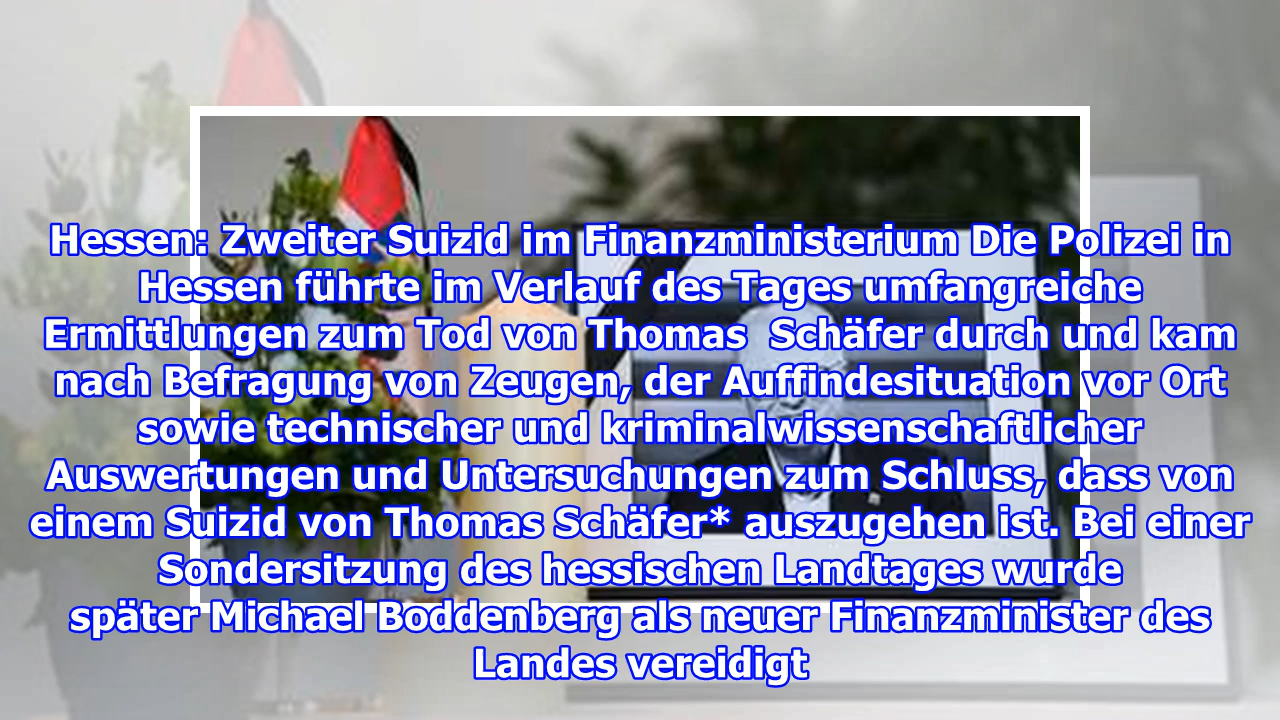 Hessen: Zweiter Suizid im Finanzministerium Die Polizei in
Hessen führte im Verlauf des Tages umfangreiche
Ermittlungen zum Tod von Thomas  Schäfer durch und kam
nach Befragung von Zeugen, der Auffindesituation vor Ort
sowie technischer und kriminalwissenschaftlicher
Auswertungen und Untersuchungen zum Schluss, dass von
einem Suizid von Thomas Schäfer* auszugehen ist. Bei einer
Sondersitzung des hessischen Landtages wurde
später Michael Boddenberg als neuer Finanzminister des
Landes vereidigt